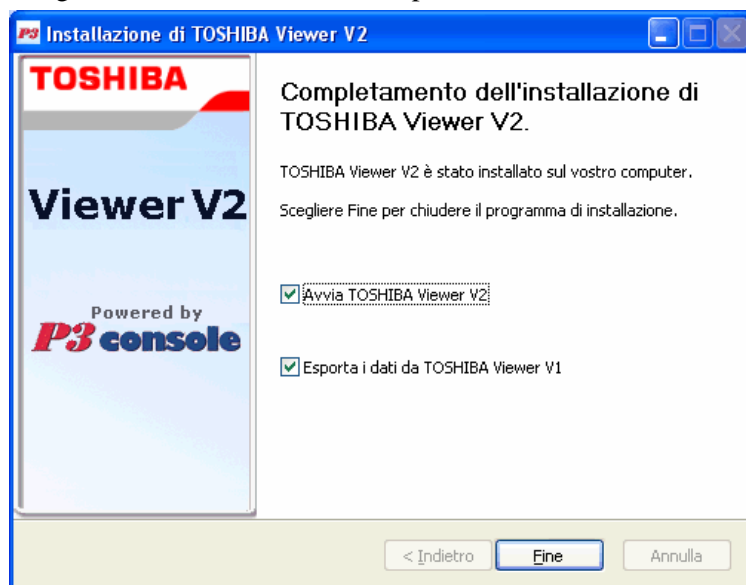 P3 Installazione di TOSHIBA Viewer V2
TOSHIBA
Viewer V2
Powered by
P3 console
Completamento dell'installazione di
TOSHIBA Viewer V2.
TOSHIBA Viewer V2 è stato installato sul vostro computer.
Scegliere Fine per chiudere il programma di installazione.
Avvia TOSHIBA Viewer V2
Esporta i dati da TOSHIBA Viewer V1
< Indietro
Fine
Annulla